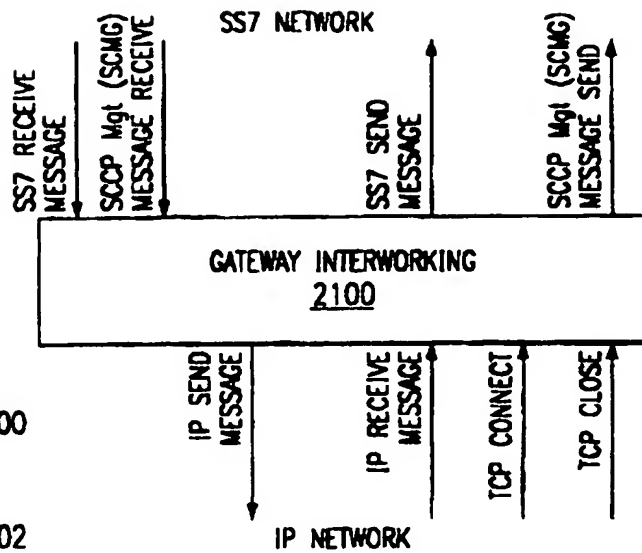 SS7 NETWORK
SS7 RECEIVE
MESSAGE
SCCP Mgt (SCMG)
MESSAGE RECEIVE
SS7 SEND
MESSAGE
SCCP Mgt (SCMG)
MESSAGE SEND
GATEWAY INTERWORKING
2100
IP SEND
MESSAGE
IP RECEIVE
MESSAGE
TCP CONNECT
TCP CLOSE
00
02
IP NETWORK